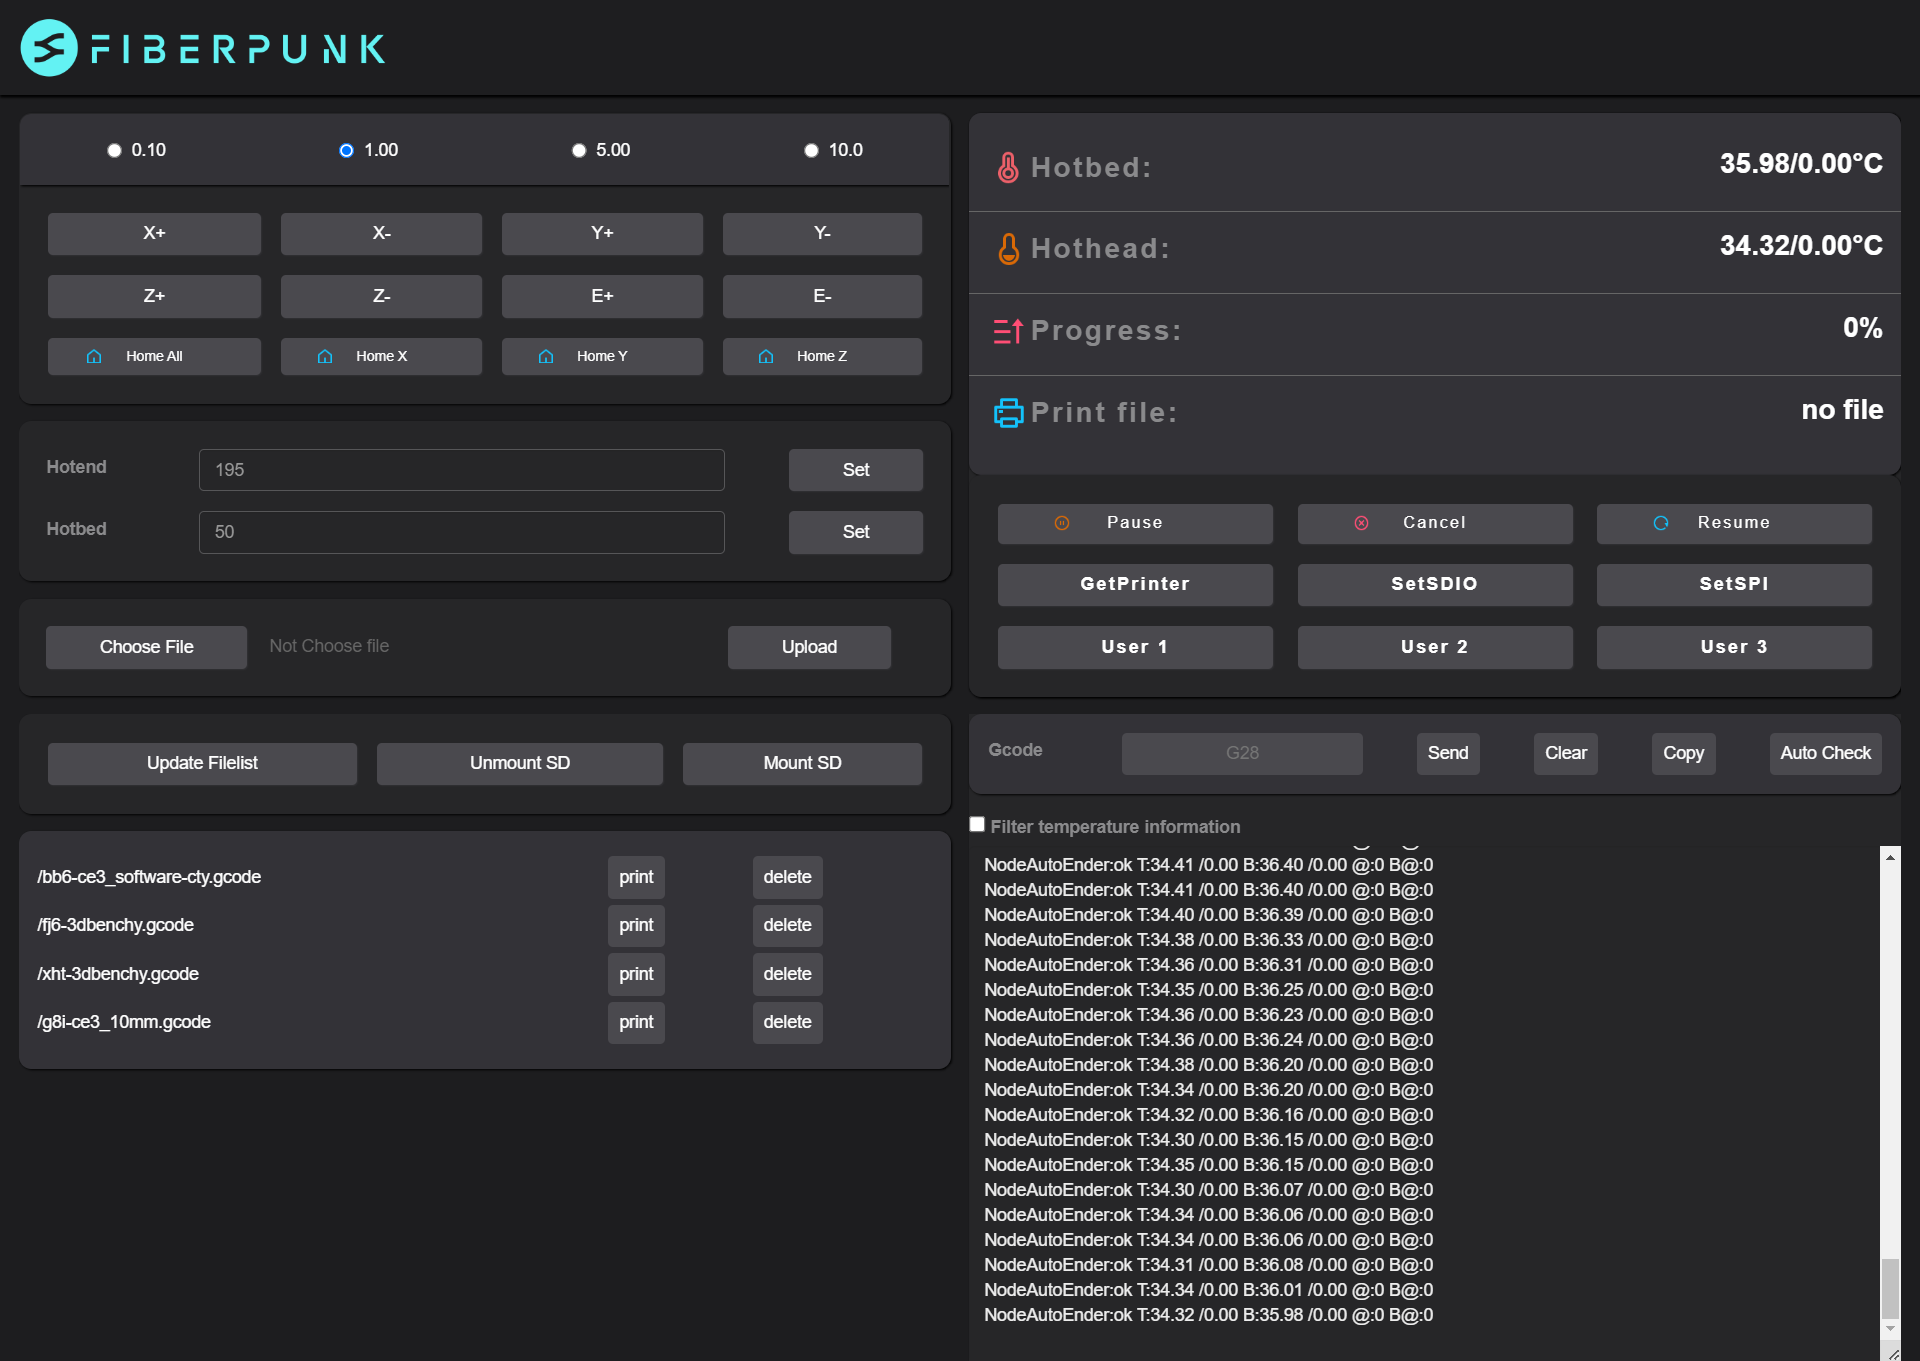 FIBERPUNK
0.10 1.00 5.00 10.0
X+ X- Y+ Y-
Z+ Z- E+ E-
Home All Home X Home Y Home Z
Hotend 195 Set
Hotbed 50 Set
Choose File Not Choose file Upload
Update Filelist Unmount SD Mount SD
/bb6-ce3_software-cty.gcode print delete
/fj6-3dbenchy.gcode print delete
/xht-3dbenchy.gcode print delete
/g8i-ce3_10mm.gcode print delete
Hotbed: 35.98/0.00°C
Hothead: 34.32/0.00°C
Progress: 0%
Print file: no file
Pause Cancel Resume
GetPrinter SetSDIO SetSPI
User 1 User 2 User 3
Gcode G28 Send Clear Copy Auto Check
Filter temperature information
NodeAutoEnder:ok T:34.41 /0.00 B:36.40 /0.00 @:0 B@:0
NodeAutoEnder:ok T:34.41 /0.00 B:36.40 /0.00 @:0 B@:0
NodeAutoEnder:ok T:34.40 /0.00 B:36.39 /0.00 @:0 B@:0
NodeAutoEnder:ok T:34.38 /0.00 B:36.33 /0.00 @:0 B@:0
NodeAutoEnder:ok T:34.36 /0.00 B:36.31 /0.00 @:0 B@:0
NodeAutoEnder:ok T:34.35 /0.00 B:36.25 /0.00 @:0 B@:0
NodeAutoEnder:ok T:34.36 /0.00 B:36.23 /0.00 @:0 B@:0
NodeAutoEnder:ok T:34.36 /0.00 B:36.24 /0.00 @:0 B@:0
NodeAutoEnder:ok T:34.38 /0.00 B:36.20 /0.00 @:0 B@:0
NodeAutoEnder:ok T:34.34 /0.00 B:36.20 /0.00 @:0 B@:0
NodeAutoEnder:ok T:34.32 /0.00 B:36.16 /0.00 @:0 B@:0
NodeAutoEnder:ok T:34.30 /0.00 B:36.15 /0.00 @:0 B@:0
NodeAutoEnder:ok T:34.35 /0.00 B:36.15 /0.00 @:0 B@:0
NodeAutoEnder:ok T:34.30 /0.00 B:36.07 /0.00 @:0 B@:0
NodeAutoEnder:ok T:34.34 /0.00 B:36.06 /0.00 @:0 B@:0
NodeAutoEnder:ok T:34.34 /0.00 B:36.06 /0.00 @:0 B@:0
NodeAutoEnder:ok T:34.31 /0.00 B:36.08 /0.00 @:0 B@:0
NodeAutoEnder:ok T:34.34 /0.00 B:36.01 /0.00 @:0 B@:0
NodeAutoEnder:ok T:34.32 /0.00 B:35.98 /0.00 @:0 B@:0